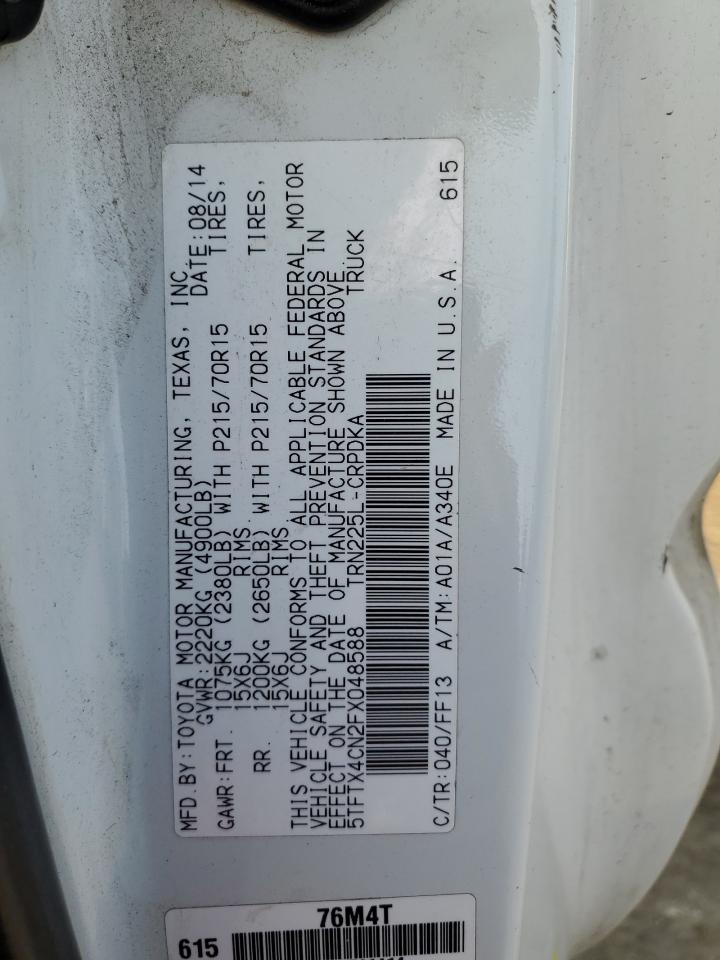 MFD.BY:TOYOTA MOTOR MANUFACTURING, TEXAS, INC.
GVWR:2220KG (4900LB) DATE:08/14
GAWR:FRT. 1075KG (2380LB) WITH P215/70R15 TIRES,
15X6J RIMS
RR. 1200KG (2650LB) WITH P215/70R15 TIRES,
15X6J RIMS
THIS VEHICLE CONFORMS TO ALL APPLICABLE FEDERAL MOTOR
VEHICLE SAFETY AND THEFT PREVENTION STANDARDS IN
EFFECT ON THE DATE OF MANUFACTURE SHOWN ABOVE.
5TFTX4CN2FX048588 TRN225L-CRPDKA TRUCK
C/TR:040/FF13 A/TM:A01A/A340E MADE IN U.S.A. 615
76M4T
615